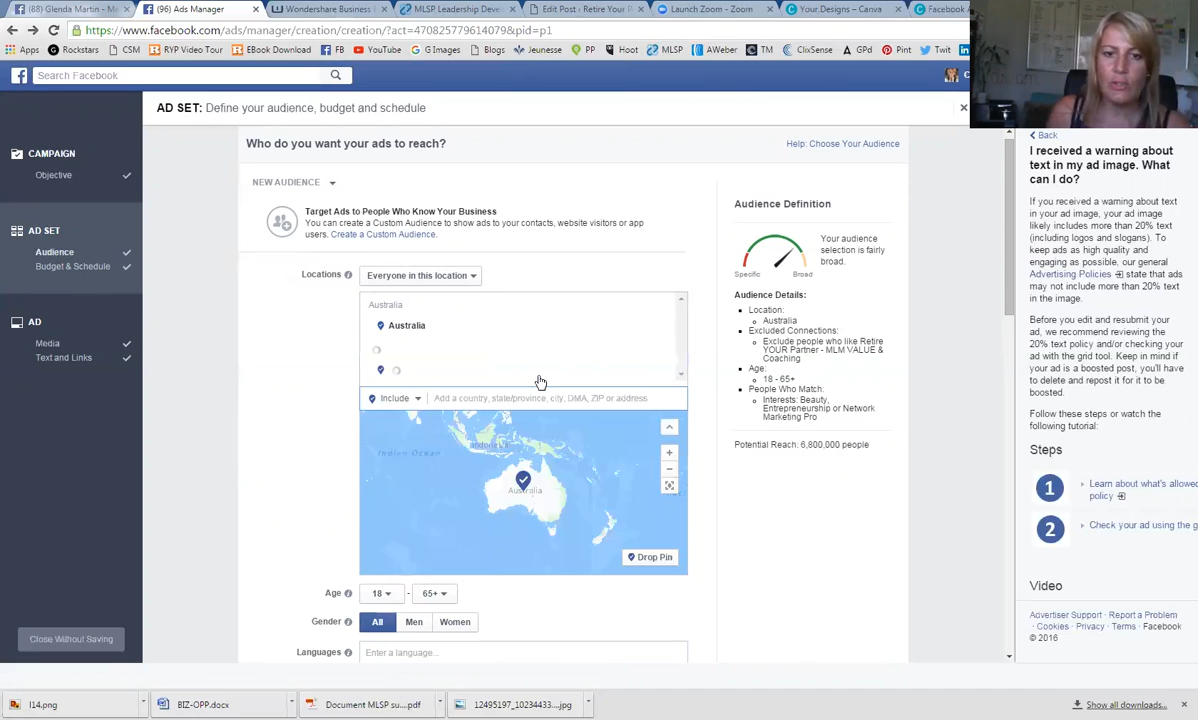 (88) Glenda Martin - Me
(96) Ads Manager
Wondershare Business
MLSP Leadership Deve
Edit Post ‹ Retire Your P
Launch Zoom - Zoom
Your Designs – Canva
Facebook A
https://www.facebook.com/ads/manager/creation/creation/?act=470825779614079&pid=p1
Apps Rockstars CSM RYP Video Tour EBook Download FB YouTube G Images Blogs Jeunesse PP Hoot MLSP AWeber TM ClixSense GPd Pint Twit
Search Facebook
AD SET: Define your audience, budget and schedule
CAMPAIGN
Objective
AD SET
Audience
Budget & Schedule
AD
Media
Text and Links
Close Without Saving
Who do you want your ads to reach?
Help: Choose Your Audience
NEW AUDIENCE
Target Ads to People Who Know Your Business
You can create a Custom Audience to show ads to your contacts, website visitors or app
users. Create a Custom Audience.
Locations
Everyone in this location
Australia
Australia
Include
Add a country, state/province, city, DMA, ZIP or address
Indian Ocean
Australia
Drop Pin
Age
18 - 65+
Gender
All Men Women
Languages
Enter a language...
Audience Definition
Your audience
selection is fairly
broad.
Specific Broad
Audience Details:
Location:
Australia
Excluded Connections:
Exclude people who like Retire
YOUR Partner - MLM VALUE &
Coaching
Age:
18 - 65+
People Who Match:
Interests: Beauty,
Entrepreneurship or Network
Marketing Pro
Potential Reach: 6,800,000 people
Back
I received a warning about
text in my ad image. What
can I do?
If you received a warning about text
in your ad image, your ad image
likely includes more than 20% text
(including logos and slogans). To
keep ads as high quality and
engaging as possible, our general
Advertising Policies state that ads
may not include more than 20% text
in the image.
Before you edit and resubmit your
ad, we recommend reviewing the
20% text policy and/or checking your
ad with the grid tool. Keep in mind if
your ad is a boosted post, you'll have
to delete and repost it for it to be
boosted.
Follow these steps or watch the
following tutorial:
Steps
1
Learn about what's allowed
policy
2
Check your ad using the g
Video
Advertiser Support · Report a Problem
· Cookies · Privacy · Terms · Facebook
© 2016
I14.png
BIZ-OPP.docx
Document MLSP su....pdf
12495197_10234433....jpg
Show all downloads...